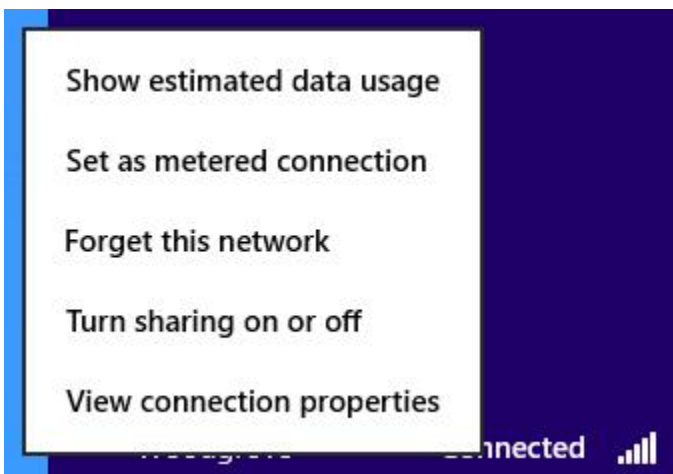 Show estimated data usage
Set as metered connection
Forget this network
Turn sharing on or off
View connection properties
nnected